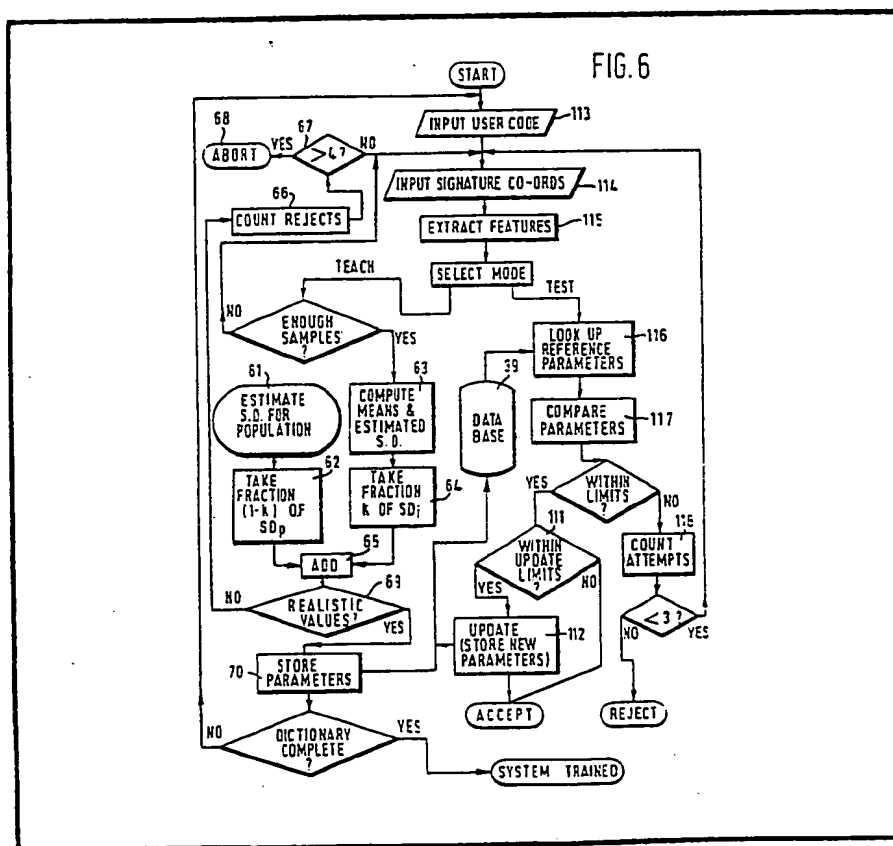 FIG. 6
START
INPUT USER CODE
113
68
ABORT
YES
67
> 4?
NO
INPUT SIGNATURE CO-ORDS
114
66
COUNT REJECTS
EXTRACT FEATURES
115
SELECT MODE
TEACH
TEST
NO
ENOUGH
SAMPLES
?
YES
LOOK UP
REFERENCE
PARAMETERS
116
61
ESTIMATE
S.D. FOR
POPULATION
63
COMPUTE
MEANS &
ESTIMATED
S.D.
39
DATA
BASE
COMPARE
PARAMETERS
117
62
TAKE
FRACTION
(1-k) OF
SDp
TAKE
FRACTION
k OF SDi
64
YES
WITHIN
LIMITS
?
NO
65
ADD
111
WITHIN
UPDATE
LIMITS
?
YES
NO
118
COUNT
ATTEMPTS
69
NO
REALISTIC
VALUES?
YES
< 3 ?
NO
YES
70
STORE
PARAMETERS
UPDATE
(STORE NEW
PARAMETERS)
112
ACCEPT
REJECT
NO
DICTIONARY
COMPLETE
?
YES
SYSTEM TRAINED